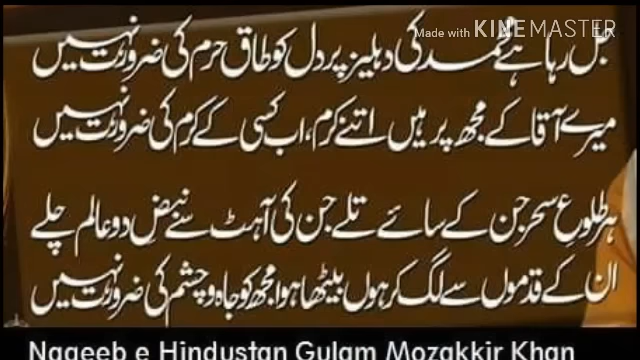 Made with KINEMASTER
جل رہا ہے محمد کی دہلیز پر دل کو طاق حرم کی ضرورت نہیں
میرے آقا کے مجھ پر ہیں اتنے کرم، اب کسی کے کرم کی ضرورت نہیں
ہر طلوعِ سحر جن کے سائے تلے جن کی آہٹ سے نبضِ دو عالم چلے
ان کے قدموں سے لگ کر ہوں بیٹھا ہوا مجھ کو جاہ و چشم کی ضرورت نہیں
Naqeeb e Hindustan Gulam Mozakkir Khan